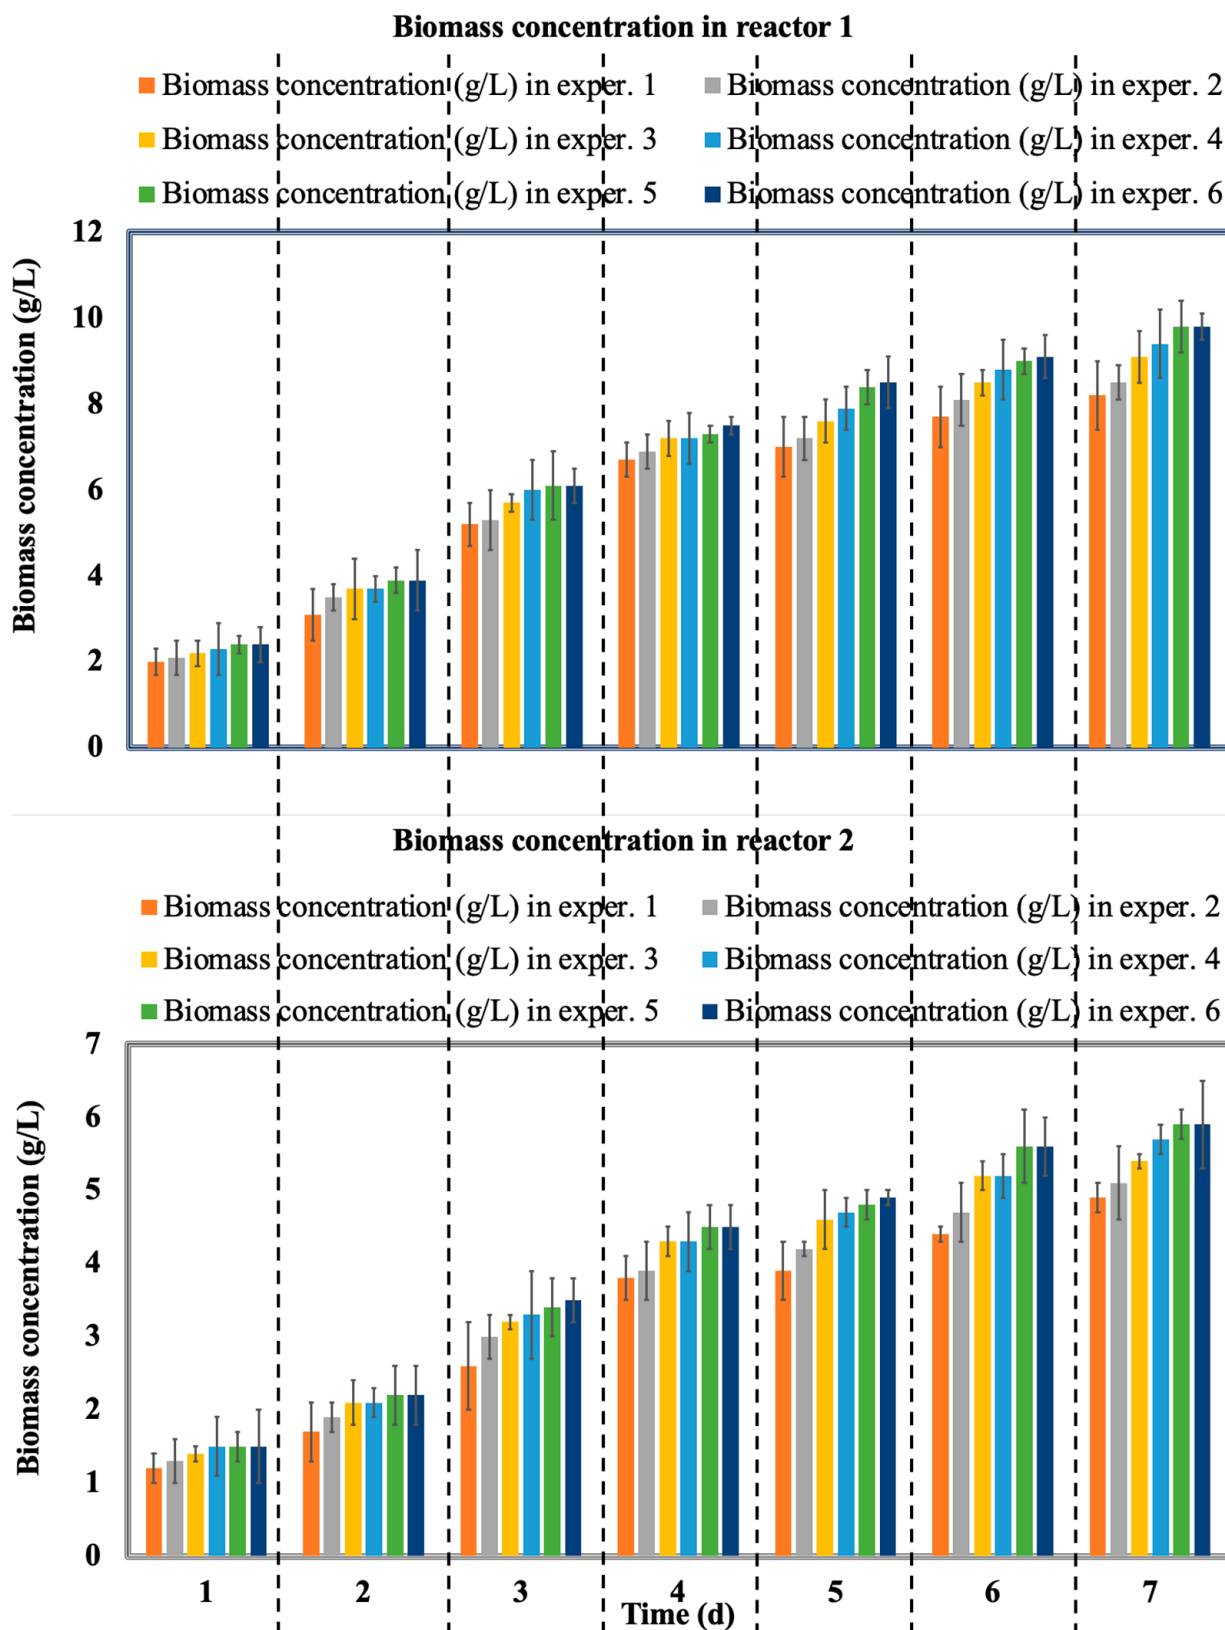 Biomass concentration in reactor 1
Biomass concentration (g/L) in exper. 1
Biomass concentration (g/L) in exper. 2
Biomass concentration (g/L) in exper. 3
Biomass concentration (g/L) in exper. 4
Biomass concentration (g/L) in exper. 5
Biomass concentration (g/L) in exper. 6
Biomass concentration (g/L)
12
10
8
6
4
2
0
Biomass concentration in reactor 2
Biomass concentration (g/L) in exper. 1
Biomass concentration (g/L) in exper. 2
Biomass concentration (g/L) in exper. 3
Biomass concentration (g/L) in exper. 4
Biomass concentration (g/L) in exper. 5
Biomass concentration (g/L) in exper. 6
Biomass concentration (g/L)
7
6
5
4
3
2
1
0
1 2 3 4 5 6 7
Time (d)